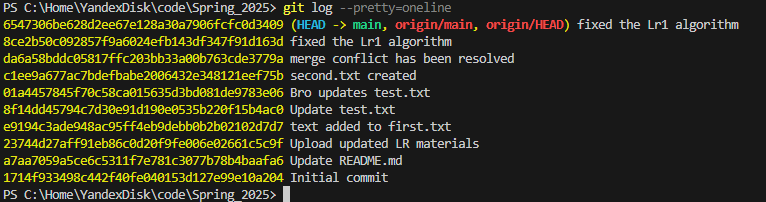 PS C:\Home\YandexDisk\code\Spring_2025> git log --pretty=oneline
6547306be628d2ee67e128a30a7906fcfc0d3409 (HEAD -> main, origin/main, origin/HEAD) fixed the Lr1 algorithm
8ce2b50c092857f9a6024efb143df347f91d163d fixed the Lr1 algorithm
da6a58bddc05817ffc203bb33a00b763cde3779a merge conflict has been resolved
c1ee9a677ac7bdefbabe2006432e348121eef75b second.txt created
01a4457845f70c58ca015635d3bd081de9783e06 Bro updates test.txt
8f14dd45794c7d30e91d190e0535b220f15b4ac0 Update test.txt
e9194c3ade948ac95ff4eb9debb0b2b02102d7d7 text added to first.txt
23744d27aff91eb86c0d20f9fe006e02661c5c9f Upload updated LR materials
a7aa7059a5ce6c5311f7e781c3077b78b4baafa6 Update README.md
1714f933498c442f40fe040153d127e99e10a204 Initial commit
PS C:\Home\YandexDisk\code\Spring_2025>